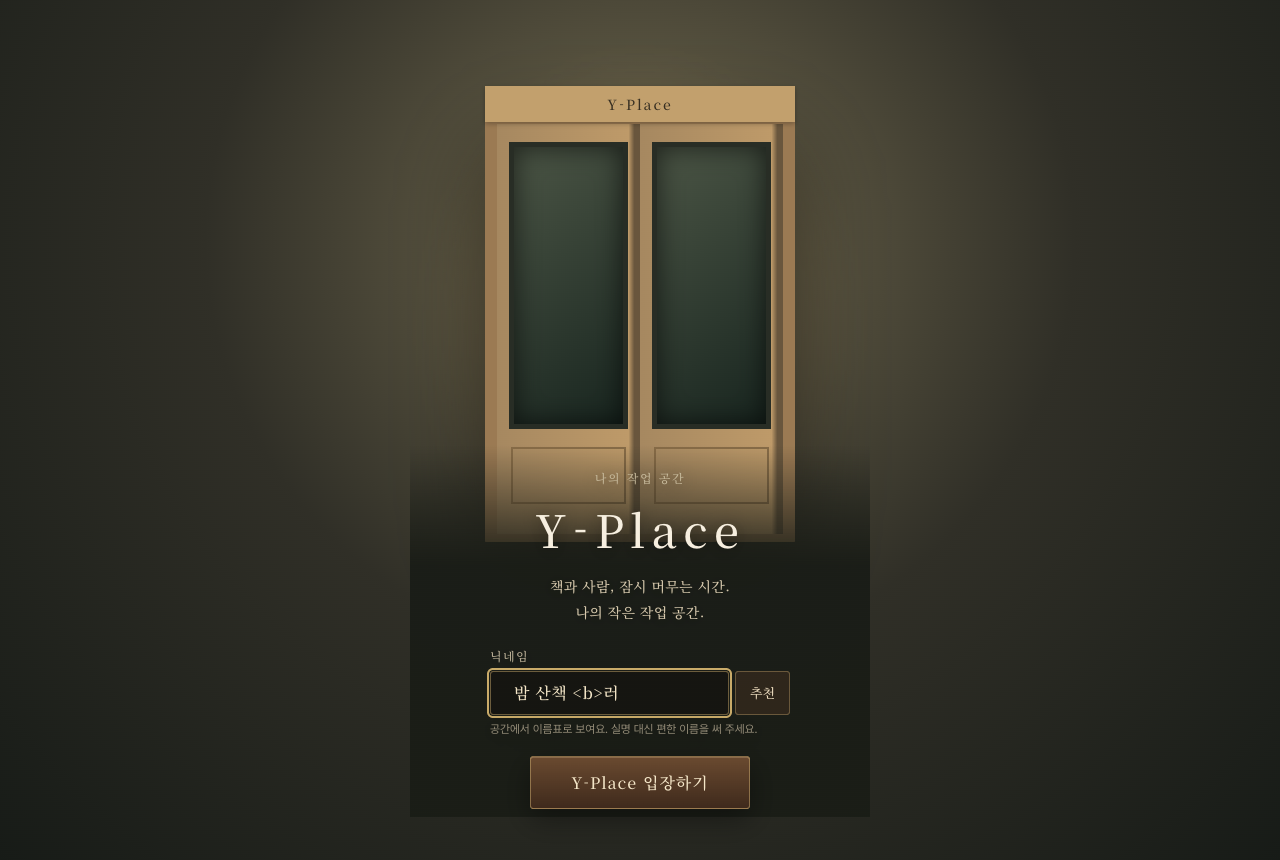 Y-Place
나의 작업 공간
Y-Place
책과 사람, 잠시 머무는 시간.
나의 작은 작업 공간.
닉네임
밤 산책 <b>러
추천
공간에서 이름표로 보여요. 실명 대신 편한 이름을 써 주세요.
Y-Place 입장하기